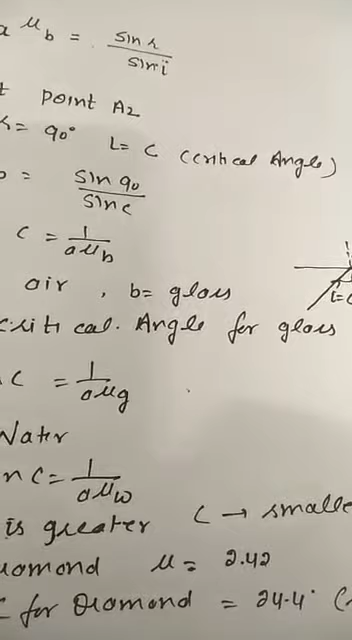 a μb = sin r / sin i
point A2
r = 90° L = C (critical Angle)
= sin 90 / sin c
C = 1 / aμb
air , b = glass
critical. Angle for glass
C = 1 / aμg
Water
n C = 1 / aμw
is greater C → smalle
iamond μ = 2.42
C for Diamond = 24.4°
i = c